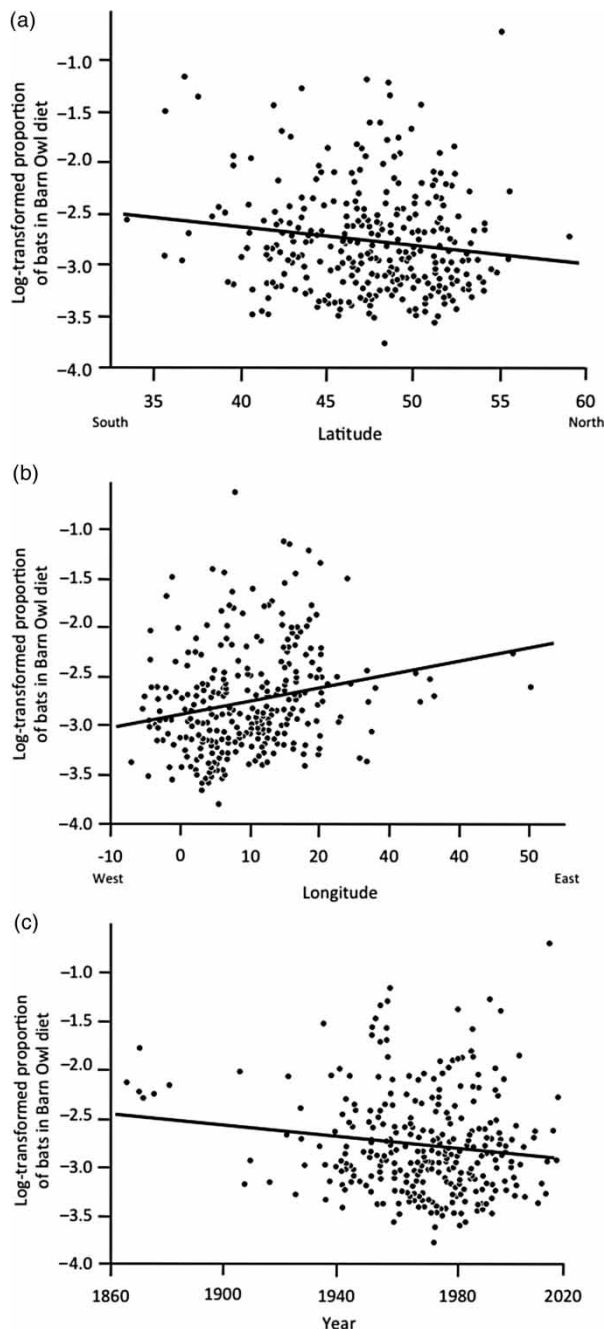 (a)
Log-transformed proportion
of bats in Barn Owl diet
−1.0
−1.5
−2.0
−2.5
−3.0
−3.5
−4.0
35 40 45 50 55 60
South North
Latitude
(b)
Log-transformed proportion
of bats in Barn Owl diet
−1.0
−1.5
−2.0
−2.5
−3.0
−3.5
−4.0
-10 0 10 20 20 40 40 50
West East
Longitude
(c)
Log-transformed proportion
of bats in Barn Owl diet
−1.0
−1.5
−2.0
−2.5
−3.0
−3.5
−4.0
1860 1900 1940 1980 2020
Year